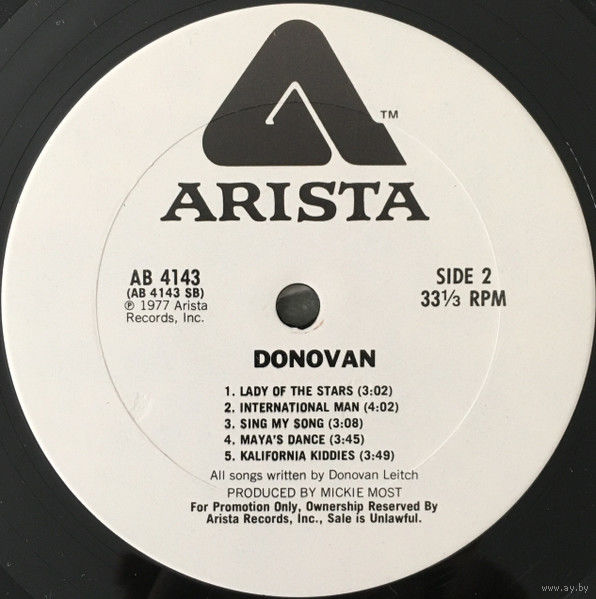 TM
ARISTA
AB 4143
(AB 4143 SB)
℗ 1977 Arista
Records, Inc.
SIDE 2
33⅓ RPM
DONOVAN
1. LADY OF THE STARS (3:02)
2. INTERNATIONAL MAN (4:02)
3. SING MY SONG (3:08)
4. MAYA'S DANCE (3:45)
5. KALIFORNIA KIDDIES (3:49)
All songs written by Donovan Leitch
PRODUCED BY MICKIE MOST
For Promotion Only, Ownership Reserved By
Arista Records, Inc., Sale is Unlawful.
www.ay.by